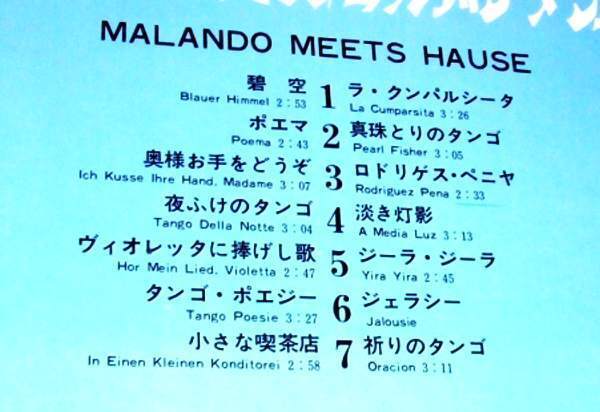 MALANDO MEETS HAUSE
碧空 1 ラ・クンパルシータ
Blauer Himmel 2:53 La Cumparsita 3:26
ポエマ 2 真珠とりのタンゴ
Poema 2:43 Pearl Fisher 3:05
奥様お手をどうぞ 3 ロドリゲス・ペニヤ
Ich Kusse Ihre Hand, Madame 3:07 Rodriguez Pena 2:33
夜ふけのタンゴ 4 淡き灯影
Tango Della Notte 3:04 A Media Luz 3:13
ヴィオレッタに捧げし歌 5 ジーラ・ジーラ
Hor Mein Lied, Violetta 2:47 Yira Yira 2:45
タンゴ・ポエジー 6 ジェラシー
Tango Poesie 3:27 Jalousie
小さな喫茶店 7 祈りのタンゴ
In Einen Kleinen Konditorei 2:58 Oracion 3:11